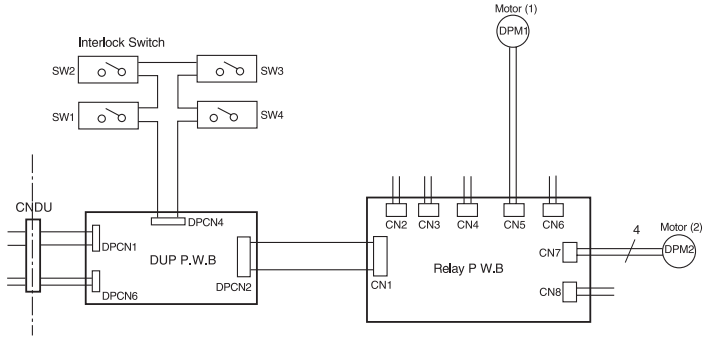 Motor (1)
DPM1
Interlock Switch
SW2
SW3
SW1
SW4
CNDU
DPCN4
CN2
CN3
CN4
CN5
CN6
4
Motor (2)
DPCN1
DUP P.W.B
DPCN2
CN7
DPM2
Relay P W.B
CN1
CN8
DPCN6